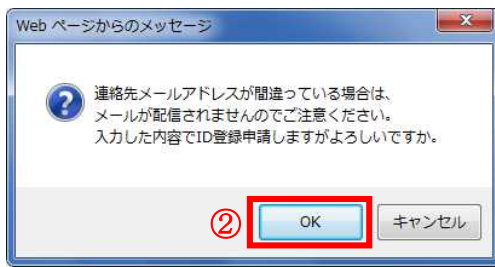 Web ページからのメッセージ
x
連絡先メールアドレスが間違っている場合は、
メールが配信されませんのでご注意ください。
入力した内容でID登録申請しますがよろしいですか。
② OK キャンセル